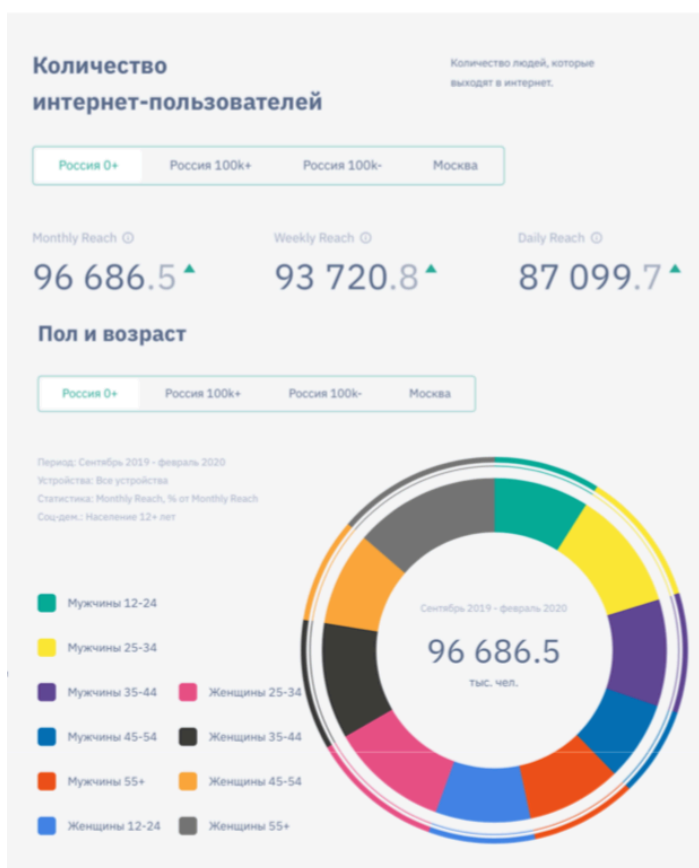 Количество
интернет-пользователей
Количество людей, которые
выходят в интернет.
Россия 0+ Россия 100k+ Россия 100k- Москва
Monthly Reach Weekly Reach Daily Reach
96 686.5 93 720.8 87 099.7
Пол и возраст
Россия 0+ Россия 100k+ Россия 100k- Москва
Период: Сентябрь 2019 - февраль 2020
Устройства: Все устройства
Статистика: Monthly Reach, % от Monthly Reach
Соц-дем.: Население 12+ лет
Сентябрь 2019 - февраль 2020
96 686.5
тыс. чел.
Мужчины 12-24
Мужчины 25-34
Мужчины 35-44 Женщины 25-34
Мужчины 45-54 Женщины 35-44
Мужчины 55+ Женщины 45-54
Женщины 12-24 Женщины 55+